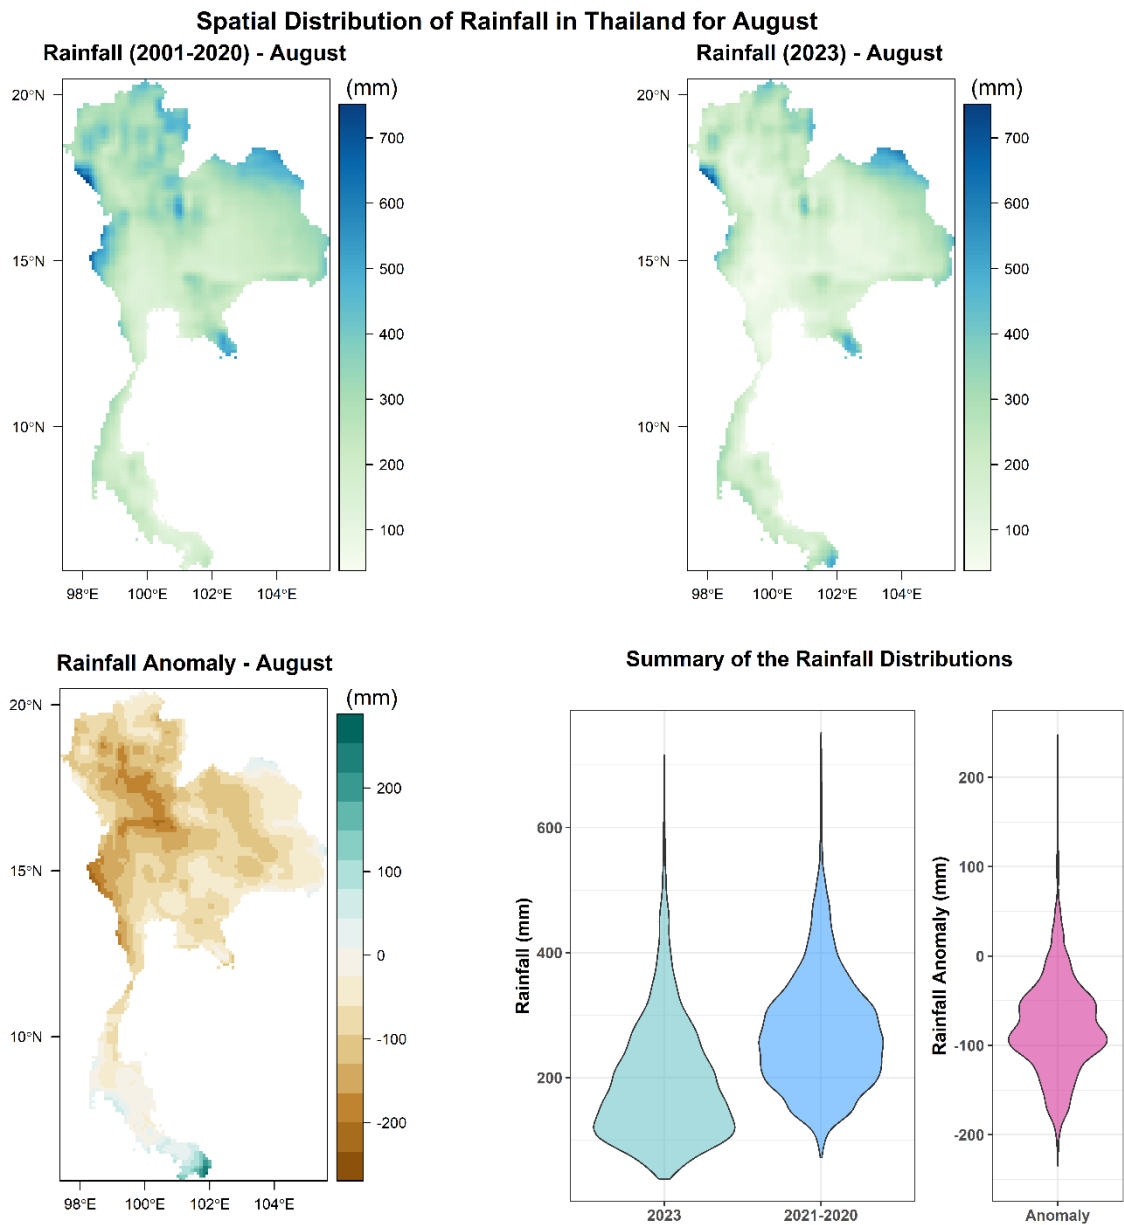 Spatial Distribution of Rainfall in Thailand for August
Rainfall (2001-2020) - August
(mm)
20°N
15°N
10°N
700
600
500
400
300
200
100
98°E 100°E 102°E 104°E
Rainfall (2023) - August
(mm)
20°N
15°N
10°N
700
600
500
400
300
200
100
98°E 100°E 102°E 104°E
Rainfall Anomaly - August
(mm)
20°N
15°N
10°N
200
100
0
-100
-200
98°E 100°E 102°E 104°E
Summary of the Rainfall Distributions
Rainfall (mm)
600
400
200
2023 2021-2020
Rainfall Anomaly (mm)
200
100
0
-100
-200
Anomaly